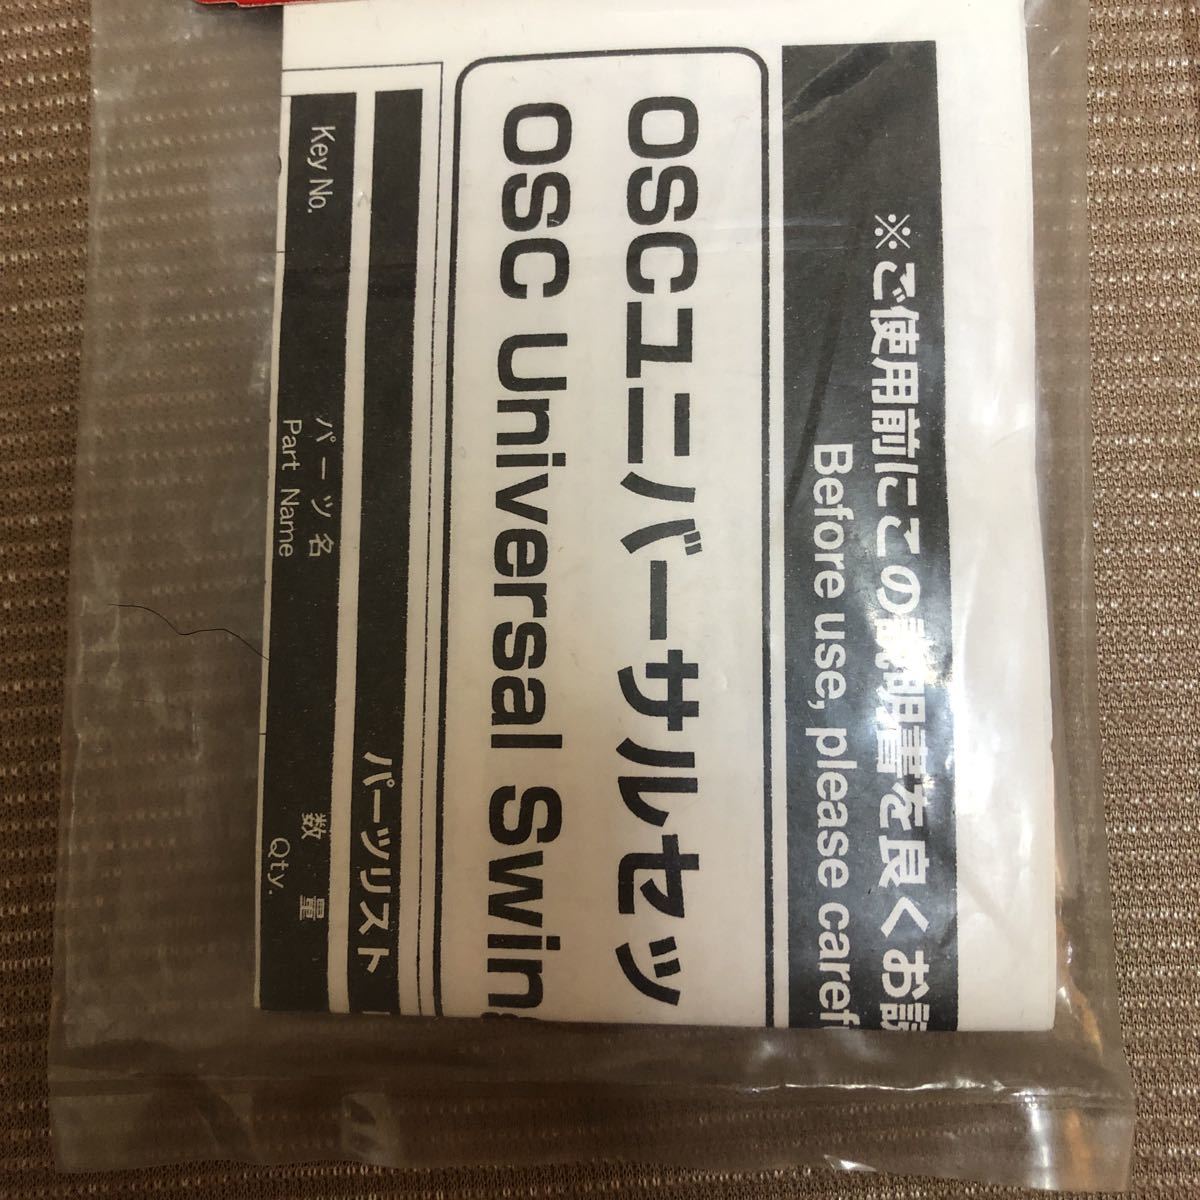 ※ご使用前にこの説明書を良くお読
Before use, please caref
OSCユニバーサルセッ
OSC Universal Swin
パーツリスト
Key No.
パーツ名
Part Name
数量
Qty.